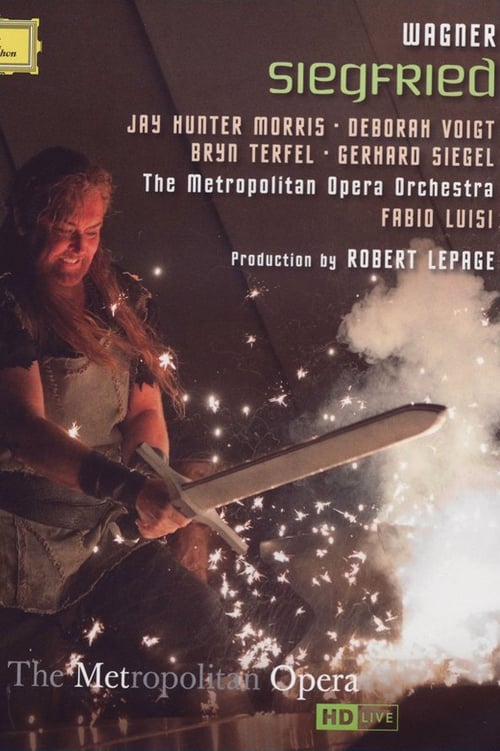 WAGNER
SIEGFRIED
JAY HUNTER MORRIS · DEBORAH VOIGT
BRYN TERFEL · GERHARD SIEGEL
The Metropolitan Opera Orchestra
FABIO LUISI
Production by ROBERT LEPAGE
The Metropolitan Opera
HD LIVE